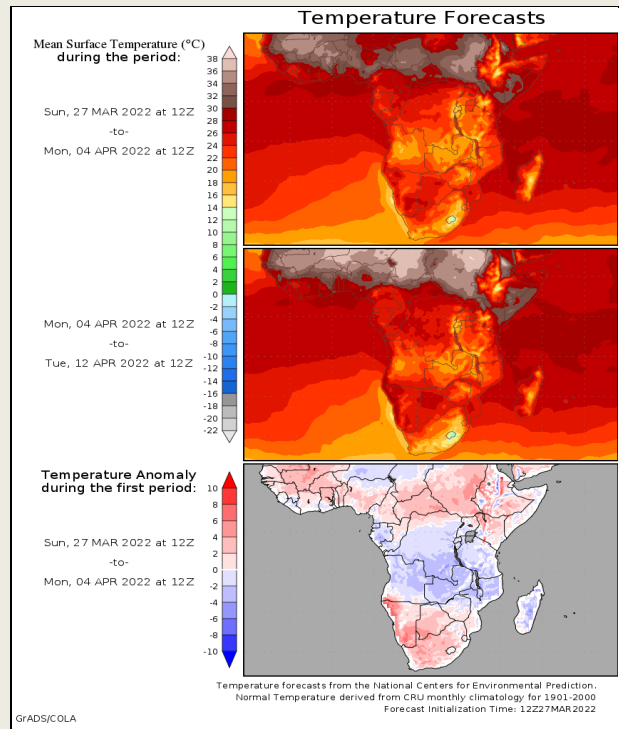 Temperature Forecasts
Mean Surface Temperature (°C)
during the period:
Sun, 27 MAR 2022 at 12Z
-to-
Mon, 04 APR 2022 at 12Z
38
36
34
32
30
28
26
24
22
20
18
16
14
12
10
8
6
4
2
0
-2
-4
-6
-8
-10
-12
-14
-16
-18
-20
-22
Mon, 04 APR 2022 at 12Z
-to-
Tue, 12 APR 2022 at 12Z
Temperature Anomaly
during the first period:
Sun, 27 MAR 2022 at 12Z
-to-
Mon, 04 APR 2022 at 12Z
10
8
6
4
2
0
-2
-4
-6
-8
-10
Temperature forecasts from the National Centers for Environmental Prediction.
Normal Temperature derived from CRU monthly climatology for 1901-2000
Forecast Initialization Time: 12Z27MAR2022
GrADS/COLA